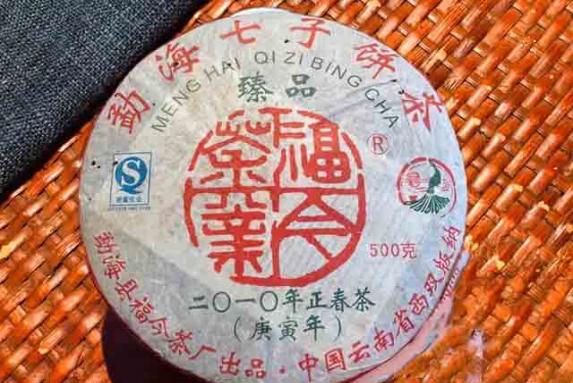 勐海七子饼茶
MENG HAI QI ZI BING CHA
臻品
福今茶業
®
500克
二〇一〇年正春茶
(庚寅年)
勐海县福今茶厂出品·中国云南省西双版纳